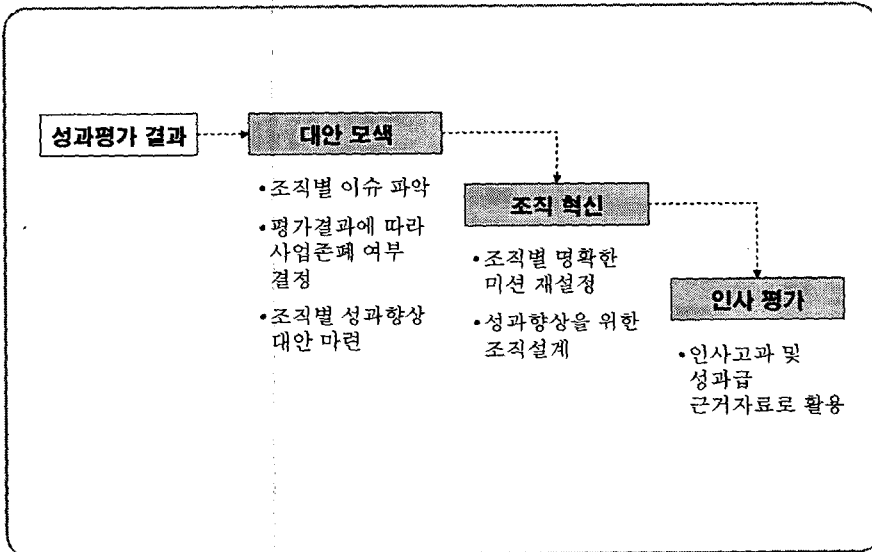 성과평가 결과
대안 모색
•조직별 이슈 파악
•평가결과에 따라
사업존폐 여부
결정
•조직별 성과향상
대안 마련
조직 혁신
•조직별 명확한
미션 재설정
•성과향상을 위한
조직설계
인사 평가
•인사고과 및
성과급
근거자료로 활용